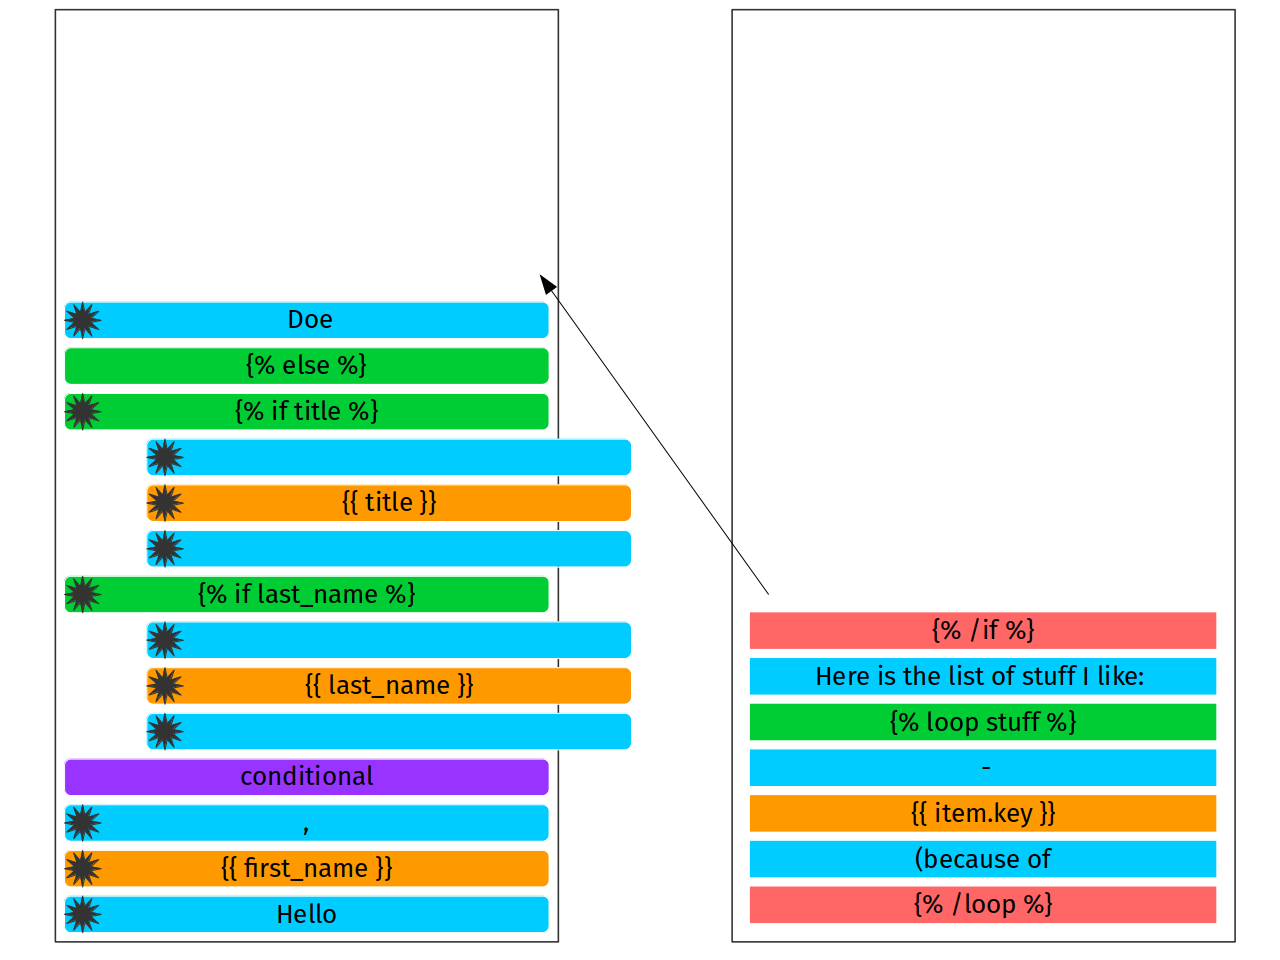 Doe
{% else %}
{% if title %}
{{ title }}
{% if last_name %}
{{ last_name }}
conditional
,
{{ first_name }}
Hello
{% /if %}
Here is the list of stuff I like:
{% loop stuff %}
-
{{ item.key }}
(because of
{% /loop %}